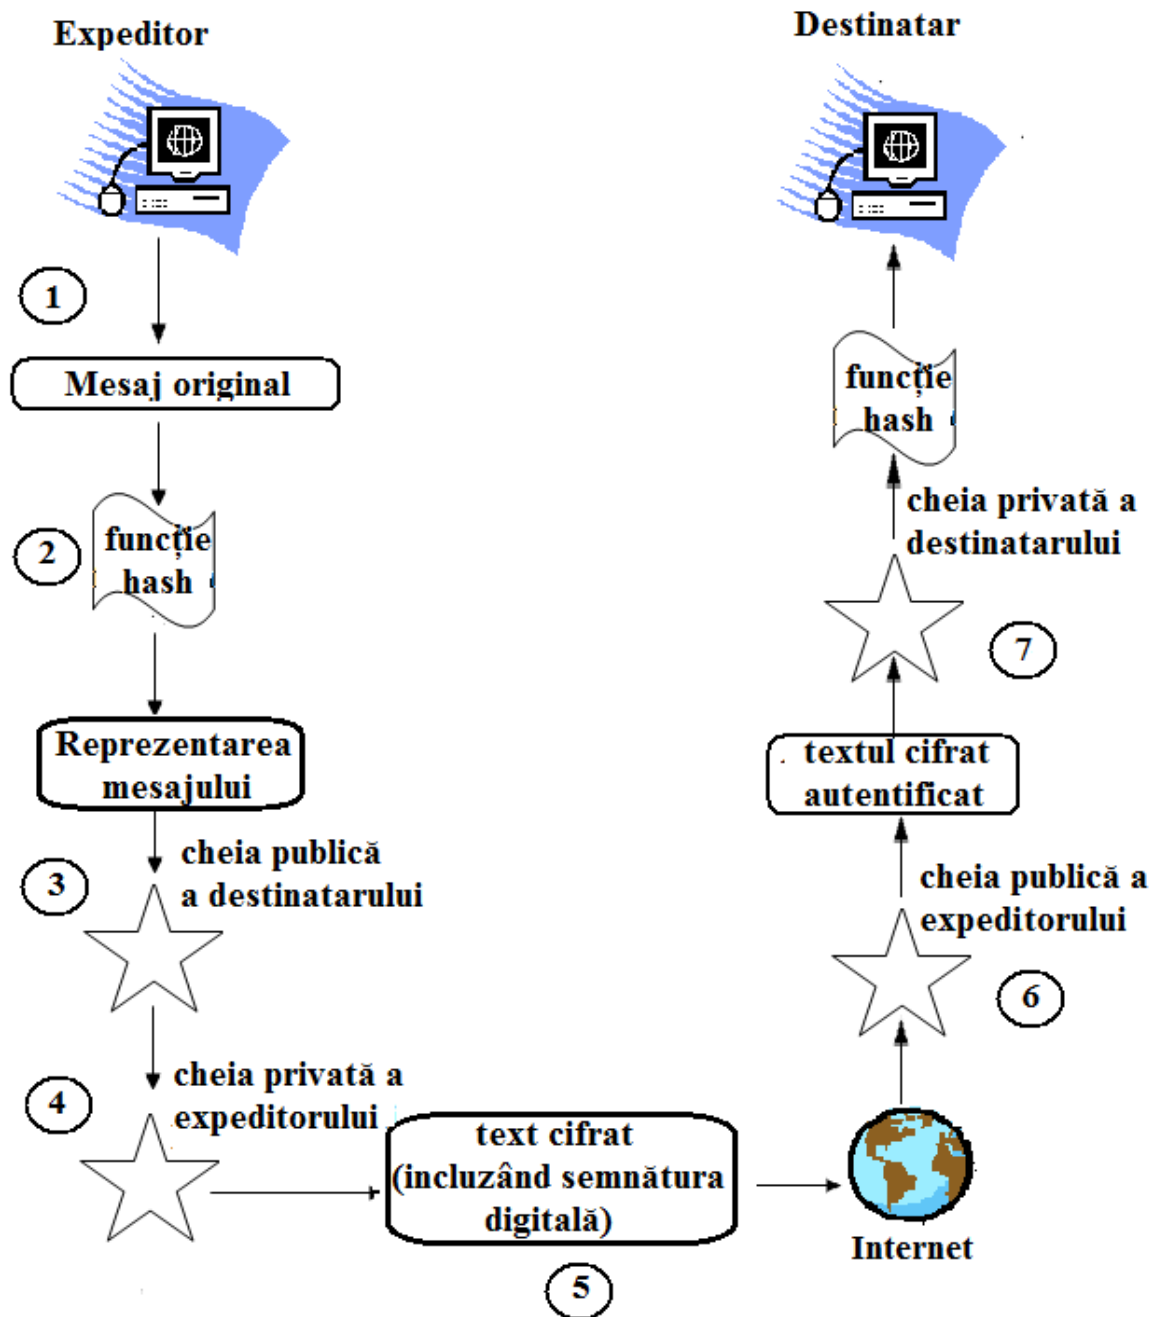 Expeditor
1
Mesaj original
2
funcție
hash
Reprezentarea
mesajului
3
cheia publică
a destinatarului
4
cheia privată a
expeditorului
text cifrat
(incluzând semnătura
digitală)
5
Internet
6
cheia publică a
expeditorului
textul cifrat
autentificat
7
cheia privată a
destinatarului
funcție
hash
Destinatar